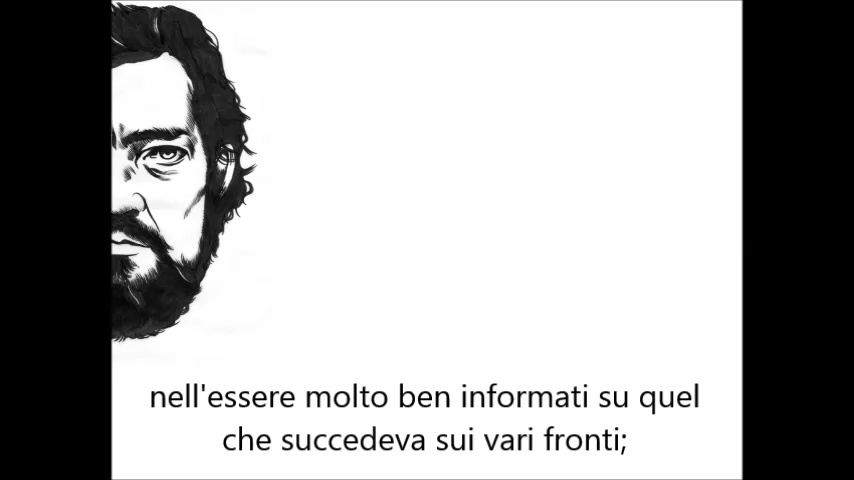 nell'essere molto ben informati su quel
che succedeva sui vari fronti;